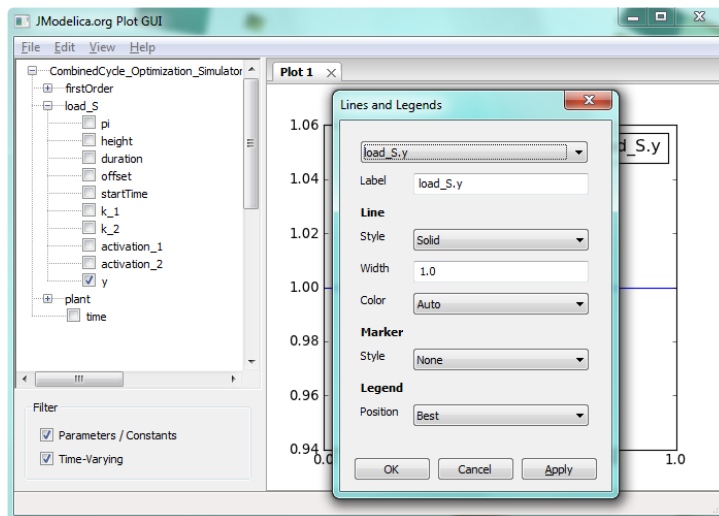 JModelica.org Plot GUI
File Edit View Help
CombinedCycle_Optimization_Simulator
firstOrder
load_S
pi
height
duration
offset
startTime
k_1
k_2
activation_1
activation_2
y
plant
time
Filter
Parameters / Constants
Time-Varying
Plot 1
1.06
1.04
1.02
1.00
0.98
0.96
0.94
0.0
1.0
d_S.y
Lines and Legends
load_S.y
Label load_S.y
Line
Style Solid
Width 1.0
Color Auto
Marker
Style None
Legend
Position Best
OK Cancel Apply